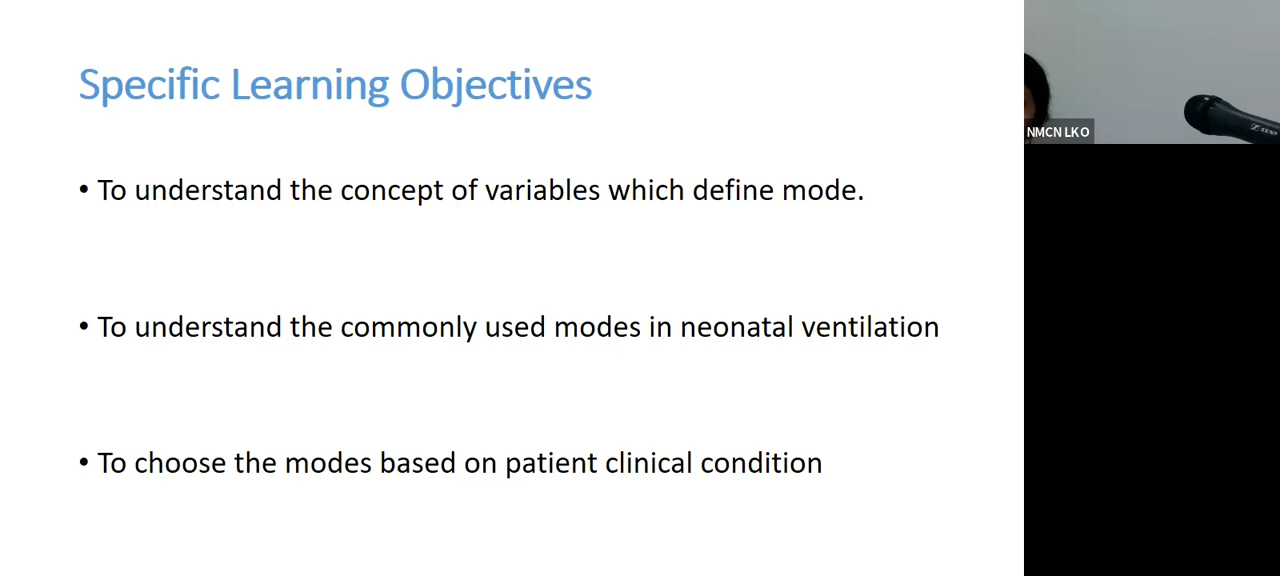 Specific Learning Objectives
• To understand the concept of variables which define mode.
• To understand the commonly used modes in neonatal ventilation
• To choose the modes based on patient clinical condition
NMCN LKO